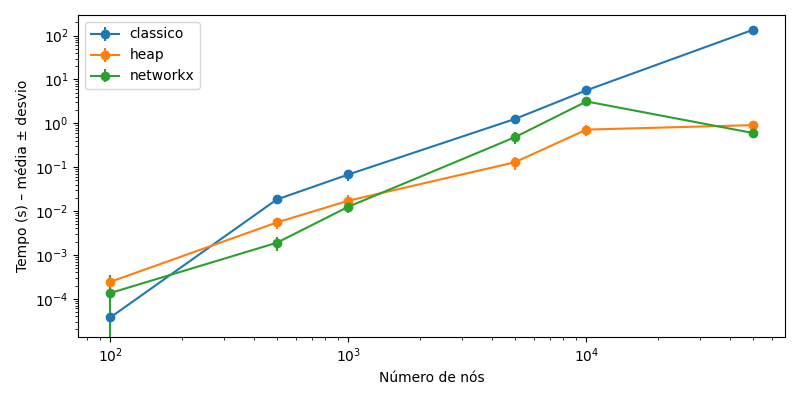 classico
heap
networkx
Tempo (s) – média ± desvio
10²
10¹
10⁰
10⁻¹
10⁻²
10⁻³
10⁻⁴
10² 10³ 10⁴
Número de nós